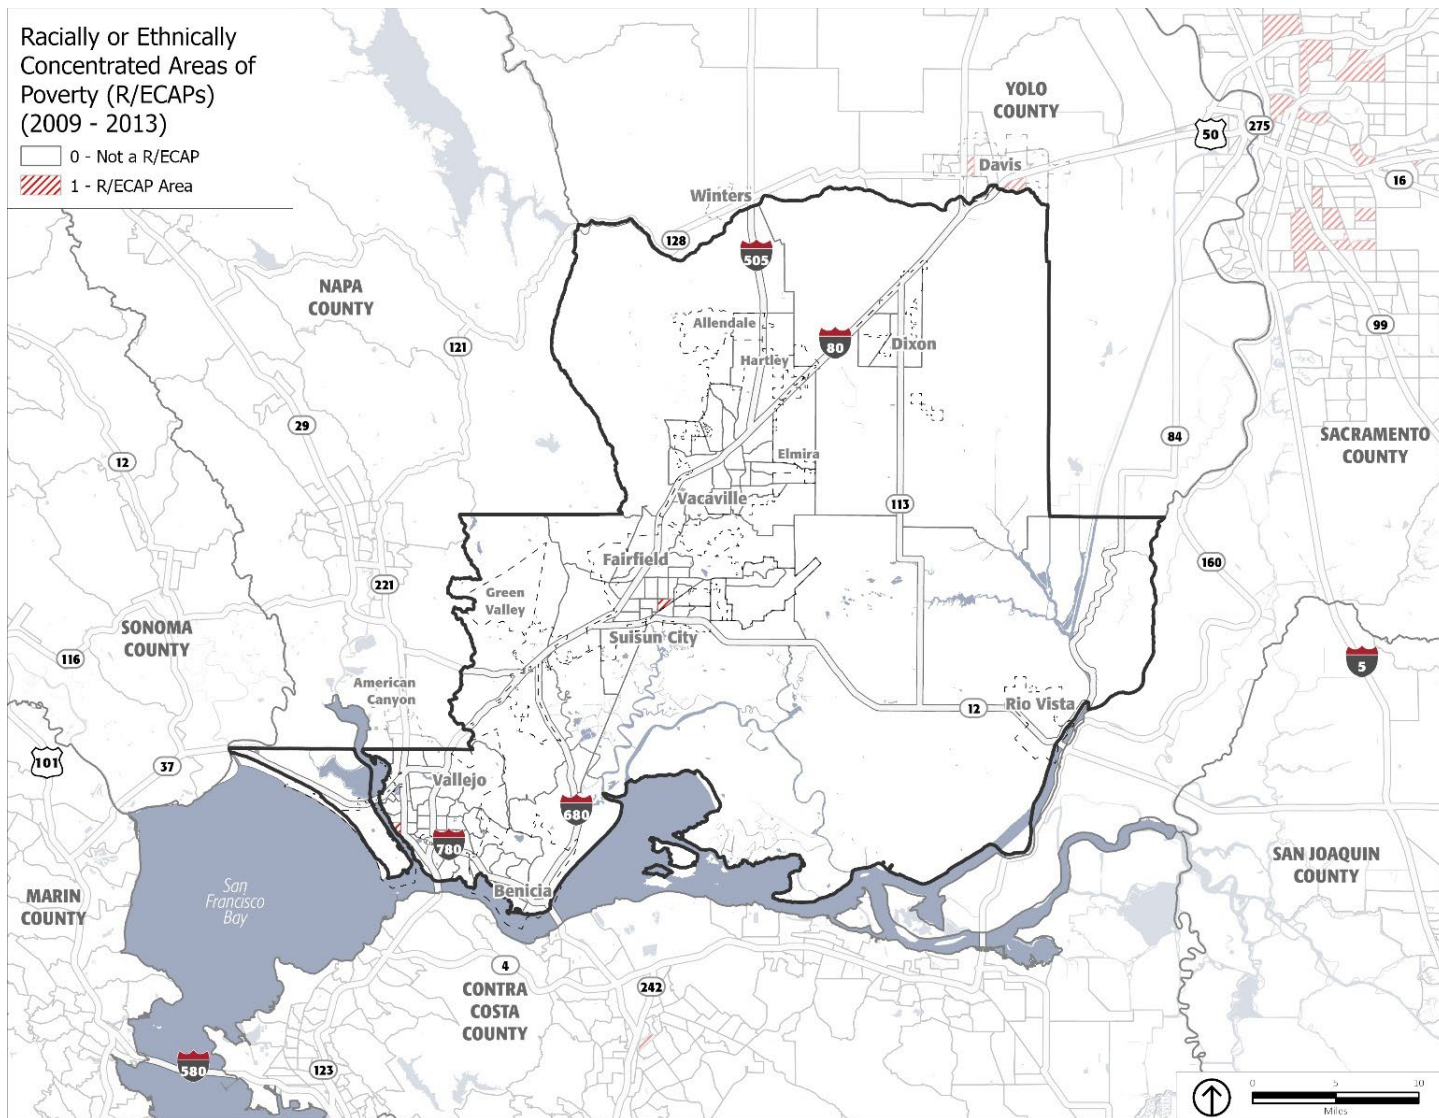 Racially or Ethnically
Concentrated Areas of
Poverty (R/ECAPs)
(2009 - 2013)
0 - Not a R/ECAP
1 - R/ECAP Area
YOLO
COUNTY
50
275
Davis
16
Winters
128
505
NAPA
COUNTY
Allendale
80
99
121
Hartley
Dixon
29
84
SACRAMENTO
COUNTY
12
Elmira
Vacaville
113
Fairfield
160
221
Green
Valley
SONOMA
COUNTY
Suisun City
116
5
American
Canyon
12
Rio Vista
101
37
Vallejo
680
780
SAN JOAQUIN
COUNTY
Benicia
San
Francisco
Bay
MARIN
COUNTY
4
242
CONTRA
COSTA
COUNTY
580
123
0
5
10
Miles